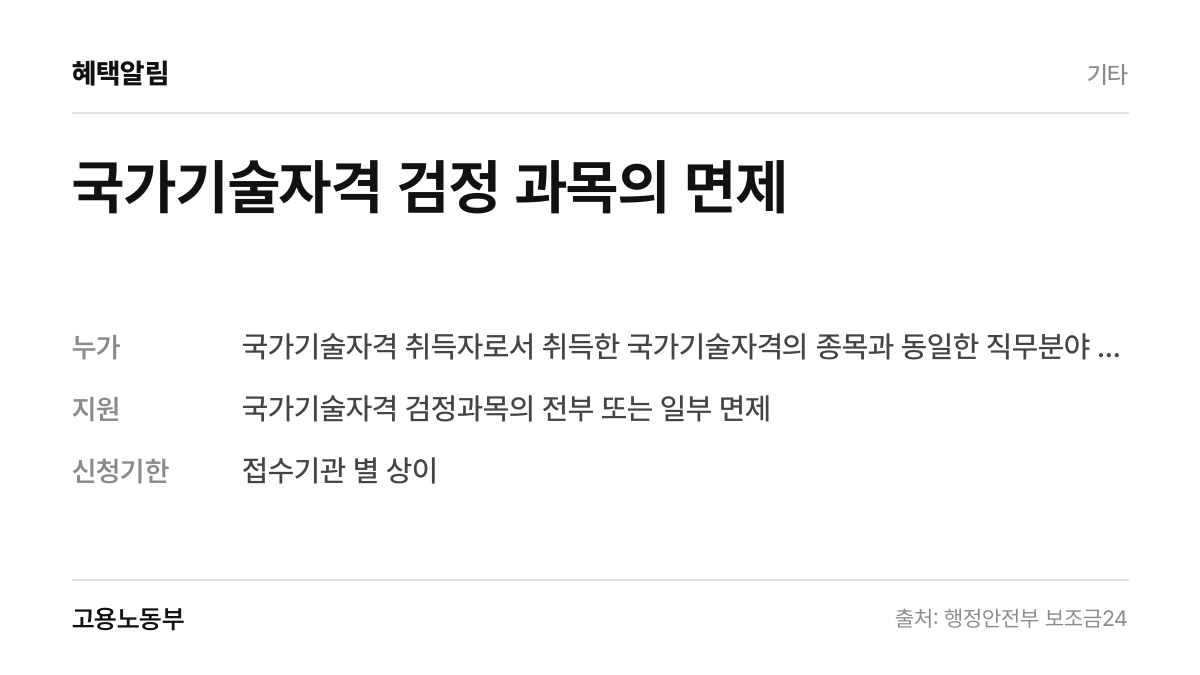 혜택알림
기타
국가기술자격 검정 과목의 면제
누가 국가기술자격 취득자로서 취득한 국가기술자격의 종목과 동일한 직무분야 ...
지원 국가기술자격 검정과목의 전부 또는 일부 면제
신청기한 접수기관 별 상이
고용노동부
출처: 행정안전부 보조금24